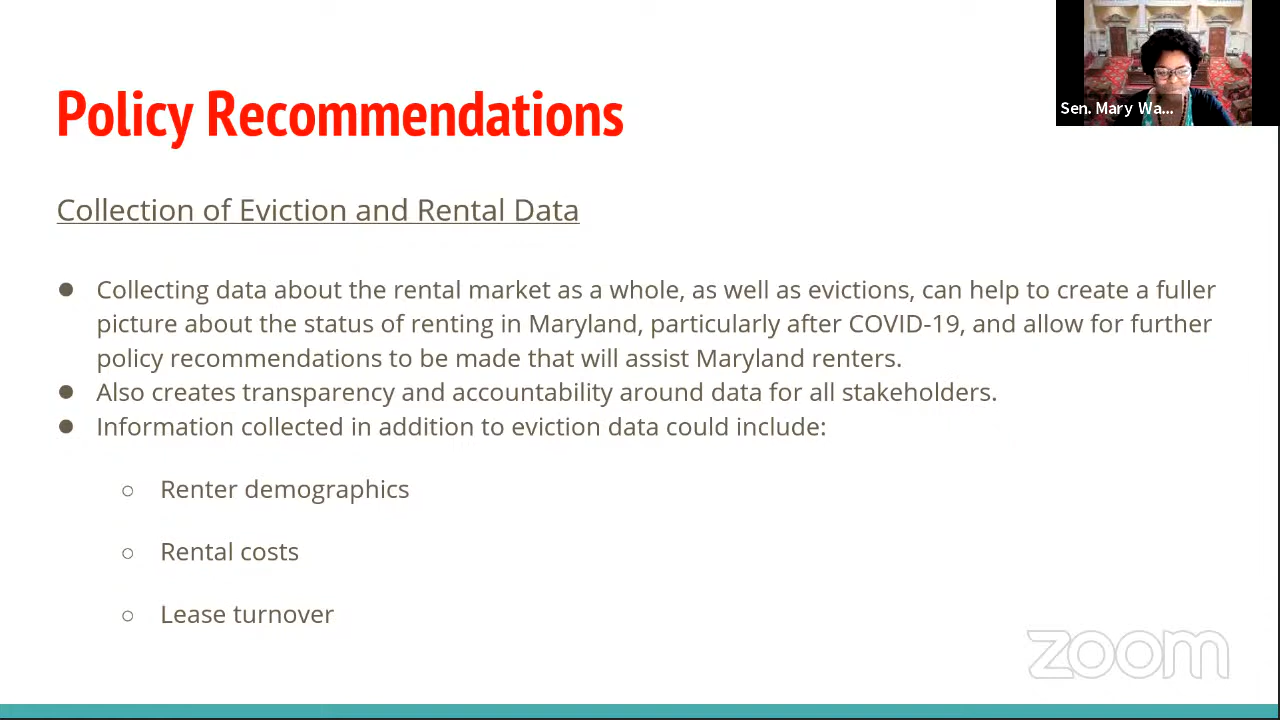 Sen. Mary Wa...
Policy Recommendations
Collection of Eviction and Rental Data
● Collecting data about the rental market as a whole, as well as evictions, can help to create a fuller
picture about the status of renting in Maryland, particularly after COVID-19, and allow for further
policy recommendations to be made that will assist Maryland renters.
● Also creates transparency and accountability around data for all stakeholders.
● Information collected in addition to eviction data could include:
○ Renter demographics
○ Rental costs
○ Lease turnover
zoom